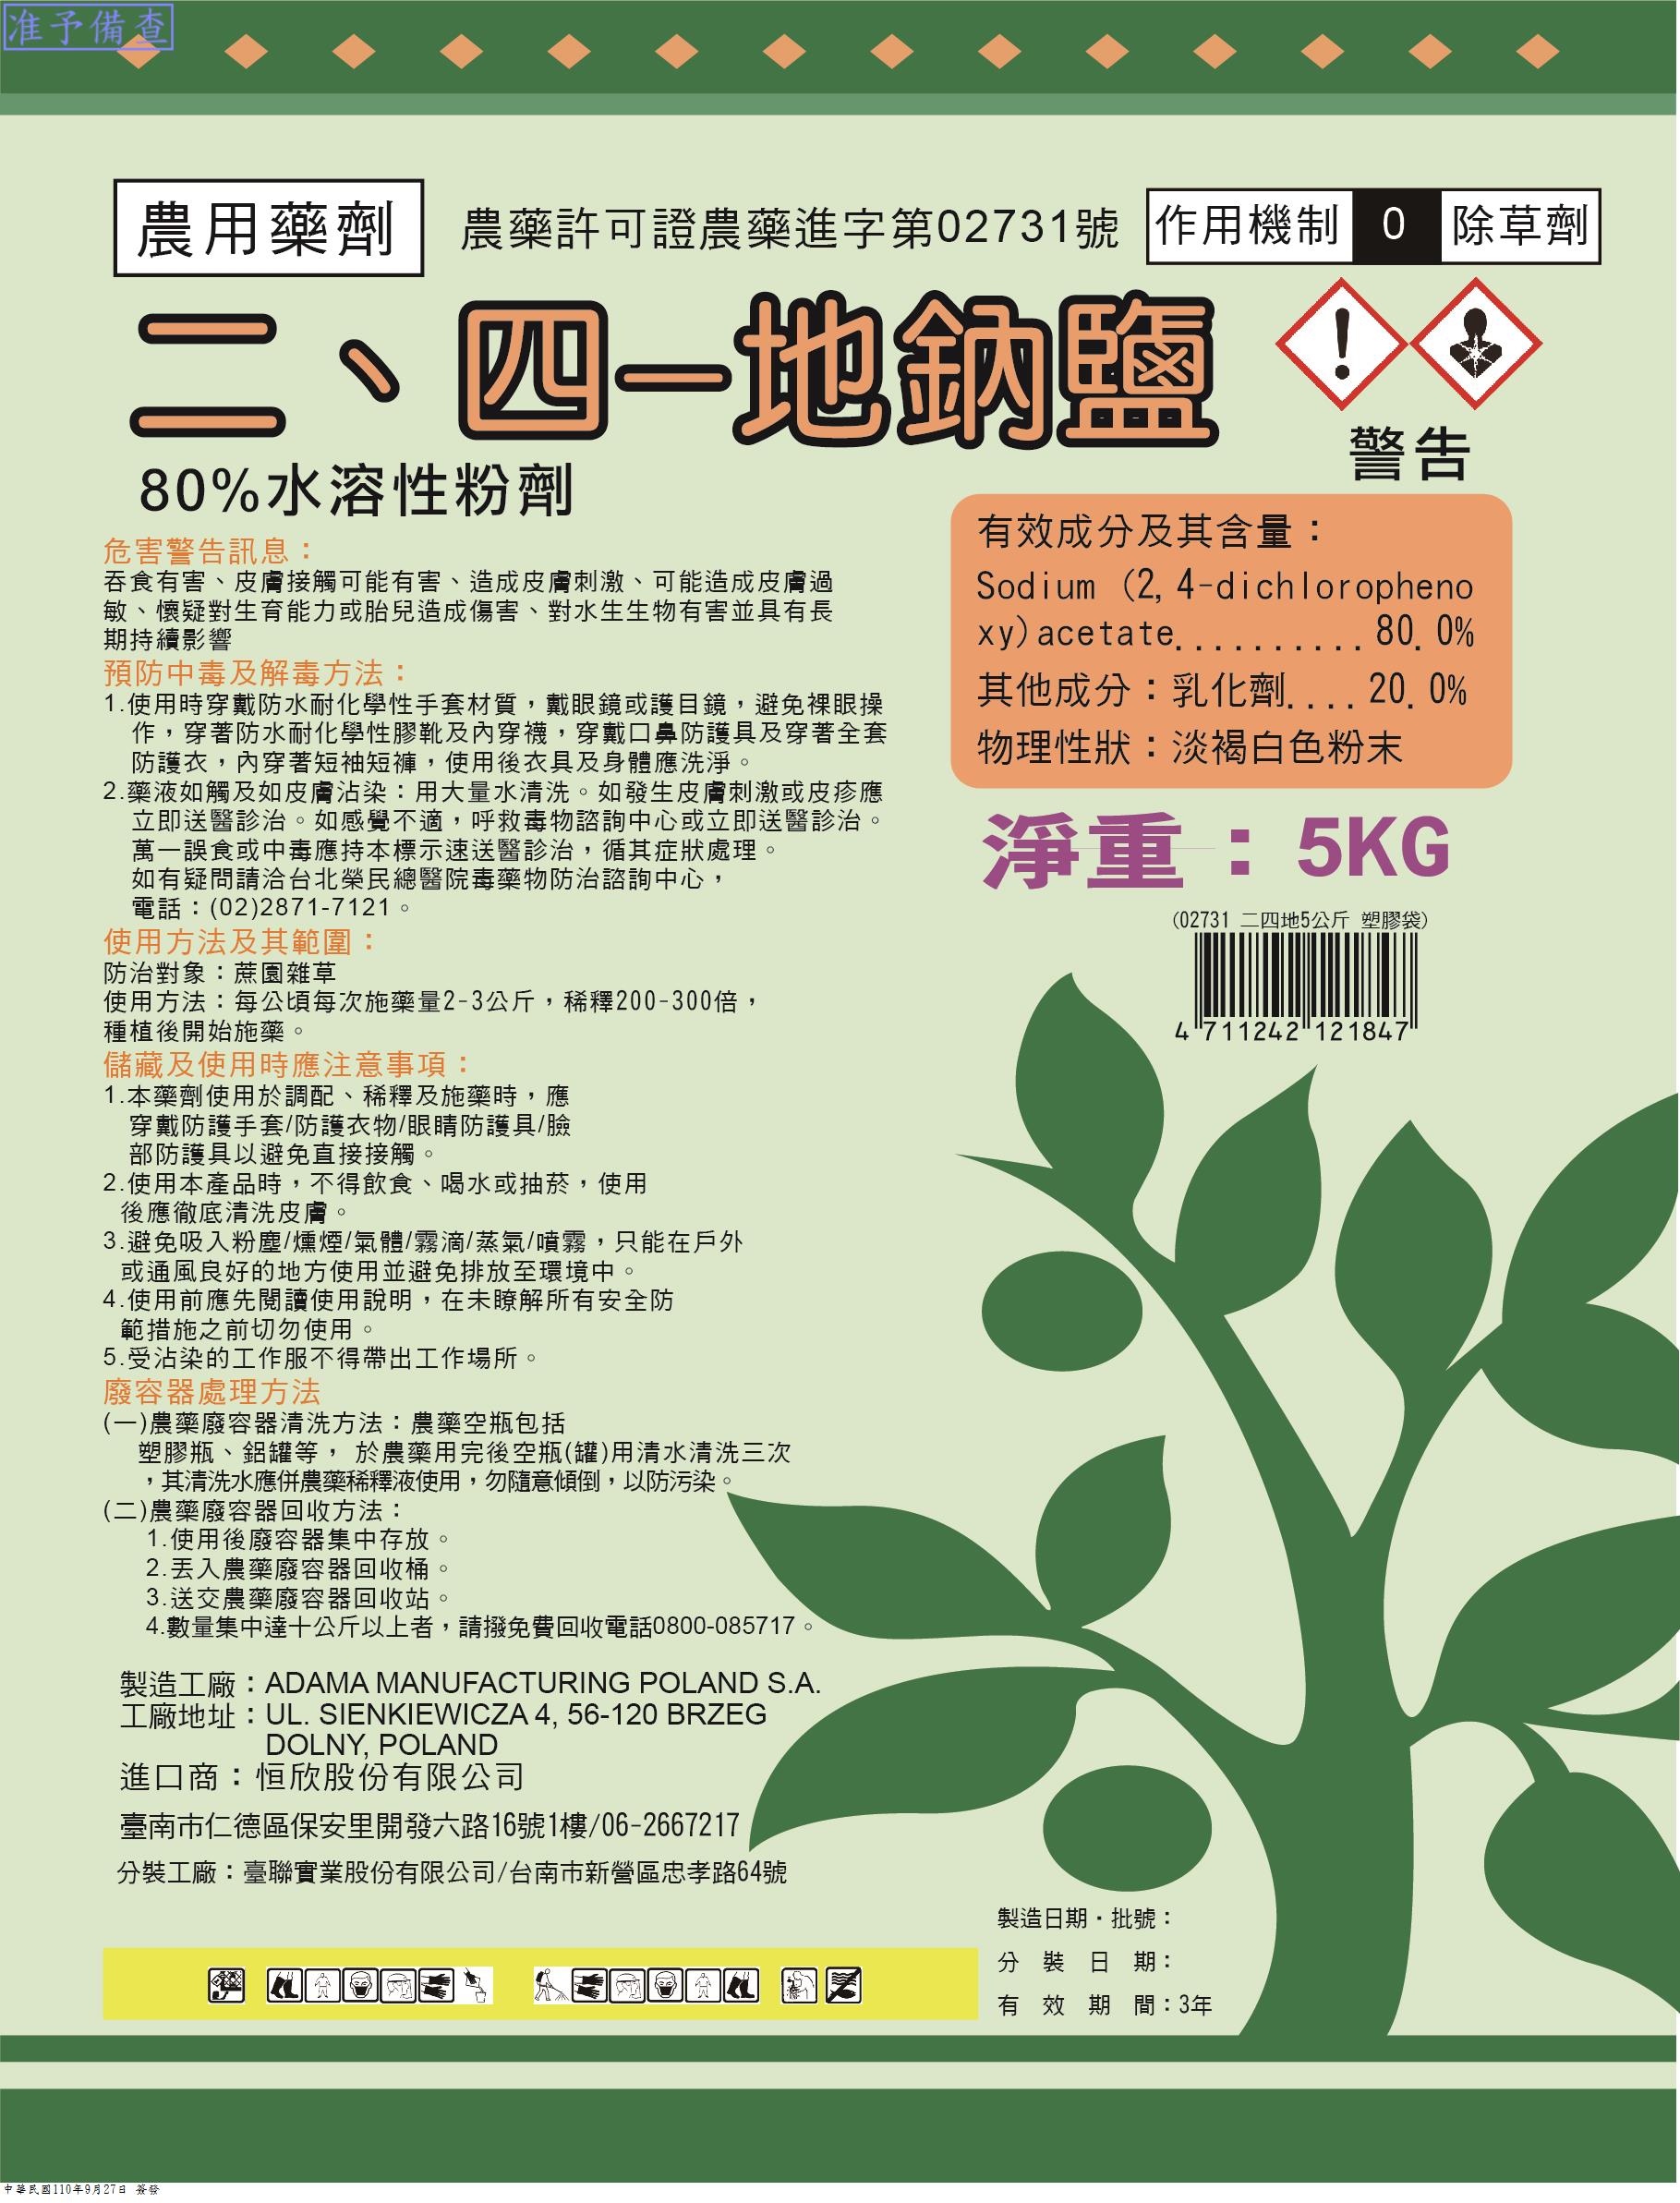 准予備查
農用藥劑
農藥許可證農藥進字第02731號
作用機制 O 除草劑
二、四–地鈉鹽
警告
80%水溶性粉劑
有效成分及其含量：
Sodium (2,4-dichloropheno
xy)acetate..........80.0%
其他成分：乳化劑....20.0%
物理性狀：淡褐白色粉末
淨重：5KG
(02731 二四地5公斤 塑膠袋)
4 711242 121847
危害警告訊息：
吞食有害、皮膚接觸可能有害、造成皮膚刺激、可能造成皮膚過
敏、懷疑對生育能力或胎兒造成傷害、對水生生物有害並具有長
期持續影響
預防中毒及解毒方法：
1.使用時穿戴防水耐化學性手套材質，戴眼鏡或護目鏡，避免裸眼操
作，穿著防水耐化學性膠靴及內穿襪，穿戴口鼻防護具及穿著全套
防護衣，內穿著短袖短褲，使用後衣具及身體應洗淨。
2.藥液如觸及如皮膚沾染：用大量水清洗。如發生皮膚刺激或皮疹應
立即送醫診治。如感覺不適，呼救毒物諮詢中心或立即送醫診治。
萬一誤食或中毒應持本標示速送醫診治，循其症狀處理。
如有疑問請洽台北榮民總醫院毒藥物防治諮詢中心，
電話：(02)2871-7121。
使用方法及其範圍：
防治對象：蔗園雜草
使用方法：每公頃每次施藥量2-3公斤，稀釋200-300倍，
種植後開始施藥。
儲藏及使用時應注意事項：
1.本藥劑使用於調配、稀釋及施藥時，應
穿戴防護手套/防護衣物/眼睛防護具/臉
部防護具以避免直接接觸。
2.使用本產品時，不得飲食、喝水或抽菸，使用
後應徹底清洗皮膚。
3.避免吸入粉塵/燻煙/氣體/霧滴/蒸氣/噴霧，只能在戶外
或通風良好的地方使用並避免排放至環境中。
4.使用前應先閱讀使用說明，在未瞭解所有安全防
範措施之前切勿使用。
5.受沾染的工作服不得帶出工作場所。
廢容器處理方法
(一)農藥廢容器清洗方法：農藥空瓶包括
塑膠瓶、鋁罐等， 於農藥用完後空瓶(罐)用清水清洗三次
，其清洗水應併農藥稀釋液使用，勿隨意傾倒，以防污染。
(二)農藥廢容器回收方法：
1.使用後廢容器集中存放。
2.丟入農藥廢容器回收桶。
3.送交農藥廢容器回收站。
4.數量集中達十公斤以上者，請撥免費回收電話0800-085717。
製造工廠：ADAMA MANUFACTURING POLAND S.A.
工廠地址：UL. SIENKIEWICZA 4, 56-120 BRZEG
DOLNY, POLAND
進口商：恒欣股份有限公司
臺南市仁德區保安里開發六路16號1樓/06-2667217
分裝工廠：臺聯實業股份有限公司/台南市新營區忠孝路64號
製造日期・批號：
分裝日期：
有效期間：3年
中華民國110年9月27日 簽發